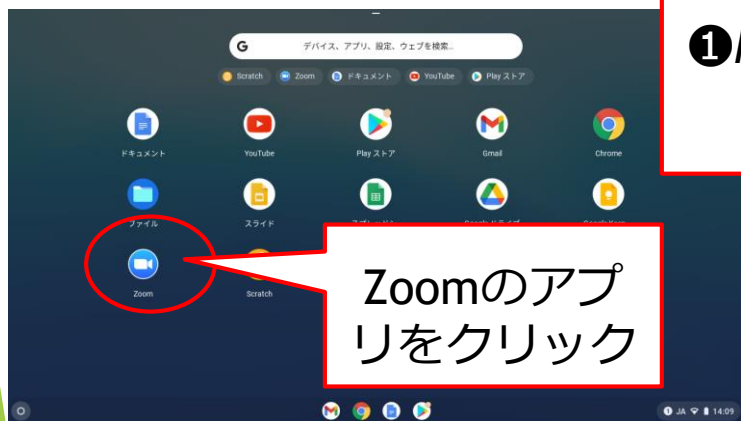 ❶
デバイス、アプリ、設定、ウェブを検索...
Scratch Zoom ドキュメント YouTube Play ストア
ドキュメント YouTube Play ストア Gmail Chrome
ファイル スライド
Zoom Scratch
Zoomのアプ
リをクリック
JA 14:09